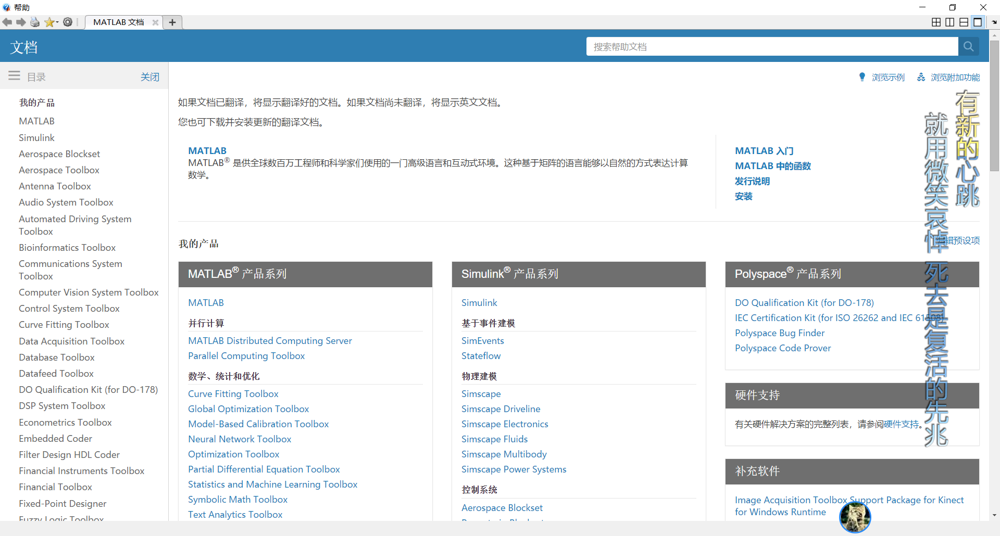 帮助
MATLAB 文档
文档
搜索帮助文档
目录
关闭
浏览示例
浏览附加功能
我的产品
MATLAB
Simulink
Aerospace Blockset
Aerospace Toolbox
Antenna Toolbox
Audio System Toolbox
Automated Driving System
Toolbox
Bioinformatics Toolbox
Communications System
Toolbox
Computer Vision System Toolbox
Control System Toolbox
Curve Fitting Toolbox
Data Acquisition Toolbox
Database Toolbox
Datafeed Toolbox
DO Qualification Kit (for DO-178)
DSP System Toolbox
Econometrics Toolbox
Embedded Coder
Filter Design HDL Coder
Financial Instruments Toolbox
Financial Toolbox
Fixed-Point Designer
Fuzzy Logic Toolbox
如果文档已翻译，将显示翻译好的文档。如果文档尚未翻译，将显示英文文档。
您也可下载并安装更新的翻译文档。
MATLAB
MATLAB® 是供全球数百万工程师和科学家们使用的一门高级语言和互动式环境。这种基于矩阵的语言能够以自然的方式表达计算
数学。
MATLAB 入门
MATLAB 中的函数
发行说明
安装
我的产品
编辑预设项
MATLAB® 产品系列
MATLAB
并行计算
MATLAB Distributed Computing Server
Parallel Computing Toolbox
数学、统计和优化
Curve Fitting Toolbox
Global Optimization Toolbox
Model-Based Calibration Toolbox
Neural Network Toolbox
Optimization Toolbox
Partial Differential Equation Toolbox
Statistics and Machine Learning Toolbox
Symbolic Math Toolbox
Text Analytics Toolbox
Simulink® 产品系列
Simulink
基于事件建模
SimEvents
Stateflow
物理建模
Simscape
Simscape Driveline
Simscape Electronics
Simscape Fluids
Simscape Multibody
Simscape Power Systems
控制系统
Aerospace Blockset
Polyspace® 产品系列
DO Qualification Kit (for DO-178)
IEC Certification Kit (for ISO 26262 and IEC 61508)
Polyspace Bug Finder
Polyspace Code Prover
硬件支持
有关硬件解决方案的完整列表，请参阅硬件支持。
补充软件
Image Acquisition Toolbox Support Package for Kinect
for Windows Runtime
有新的心跳
就用微笑哀悼 死去是复活的先兆